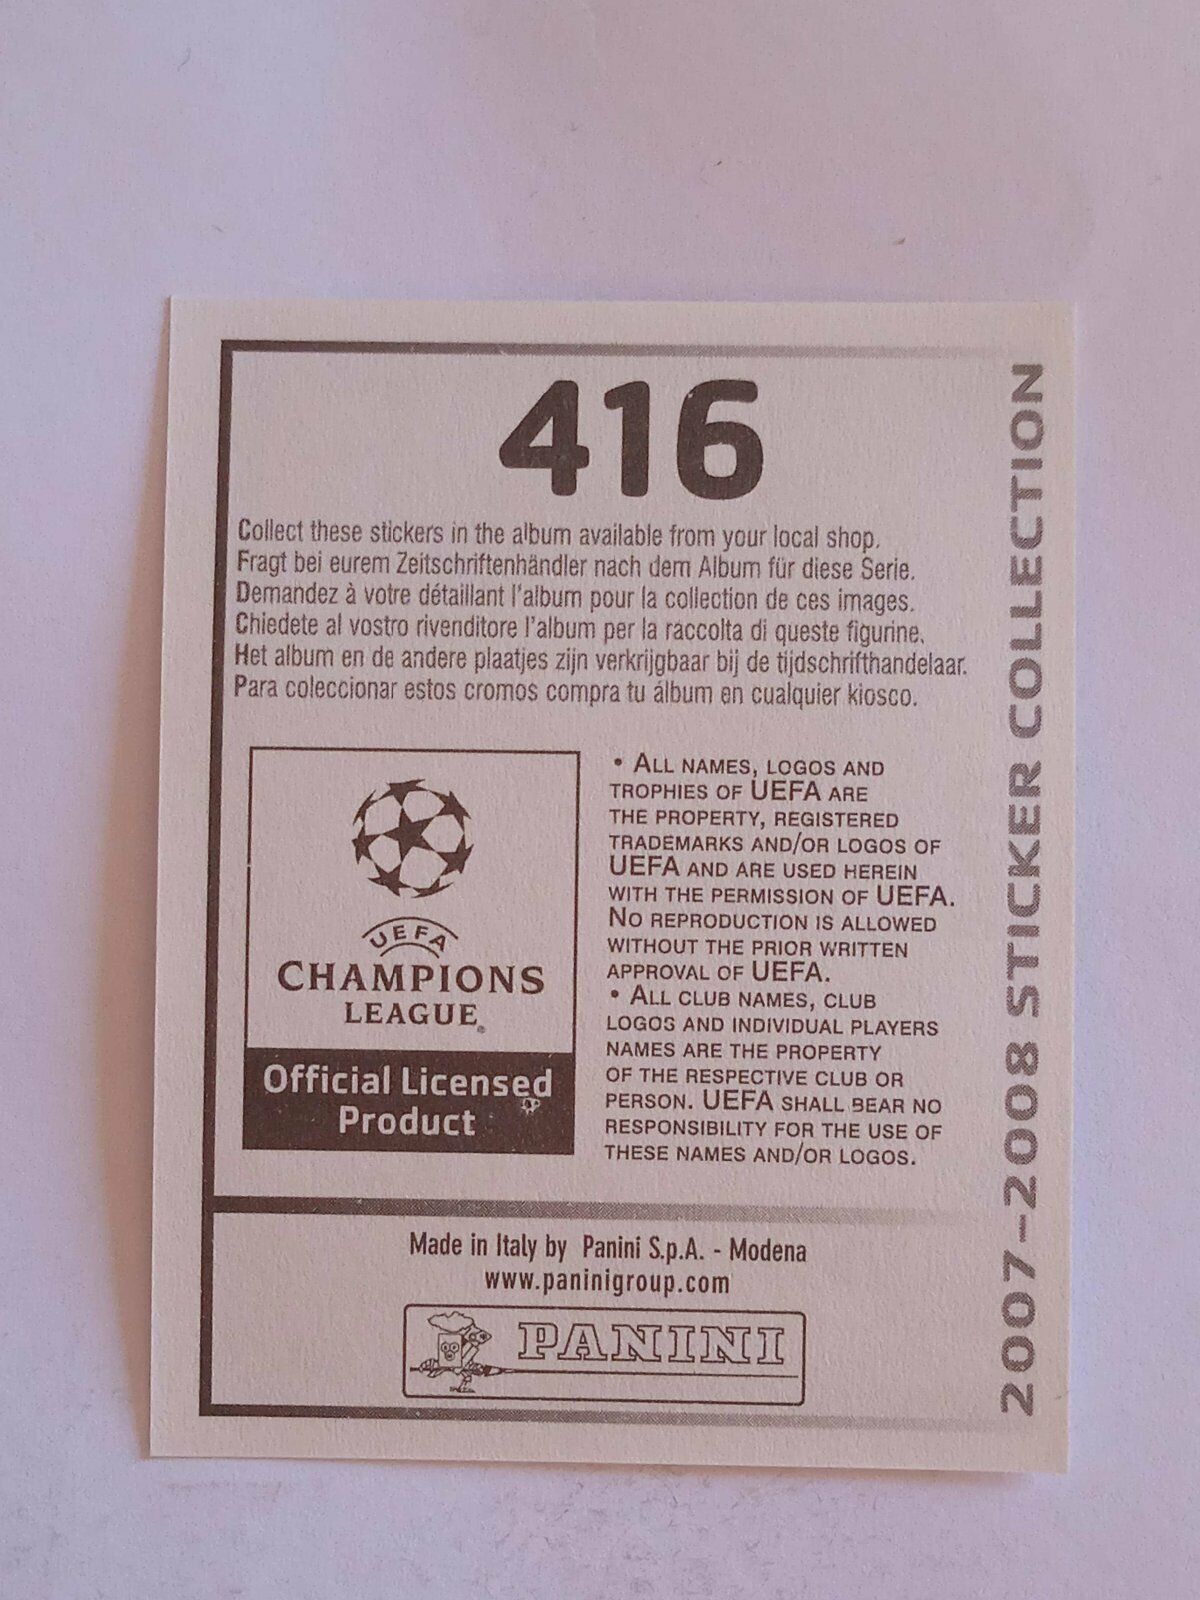 416
Collect these stickers in the album available from your local shop.
Fragt bei eurem Zeitschriftenhändler nach dem Album für diese Serie.
Demandez à votre détaillant l'album pour la collection de ces images.
Chiedete al vostro rivenditore l'album per la raccolta di queste figurine.
Het album en de andere plaatjes zijn verkrijgbaar bij de tijdschrifthandelaar.
Para coleccionar estos cromos compra tu álbum en cualquier kiosco.
UEFA
CHAMPIONS
LEAGUE®
Official Licensed
Product
• ALL NAMES, LOGOS AND
TROPHIES OF UEFA ARE
THE PROPERTY, REGISTERED
TRADEMARKS AND/OR LOGOS OF
UEFA AND ARE USED HEREIN
WITH THE PERMISSION OF UEFA.
NO REPRODUCTION IS ALLOWED
WITHOUT THE PRIOR WRITTEN
APPROVAL OF UEFA.
• ALL CLUB NAMES, CLUB
LOGOS AND INDIVIDUAL PLAYERS
NAMES ARE THE PROPERTY
OF THE RESPECTIVE CLUB OR
PERSON. UEFA SHALL BEAR NO
RESPONSIBILITY FOR THE USE OF
THESE NAMES AND/OR LOGOS.
Made in Italy by Panini S.p.A. - Modena
www.paninigroup.com
PANINI
2007-2008 STICKER COLLECTION